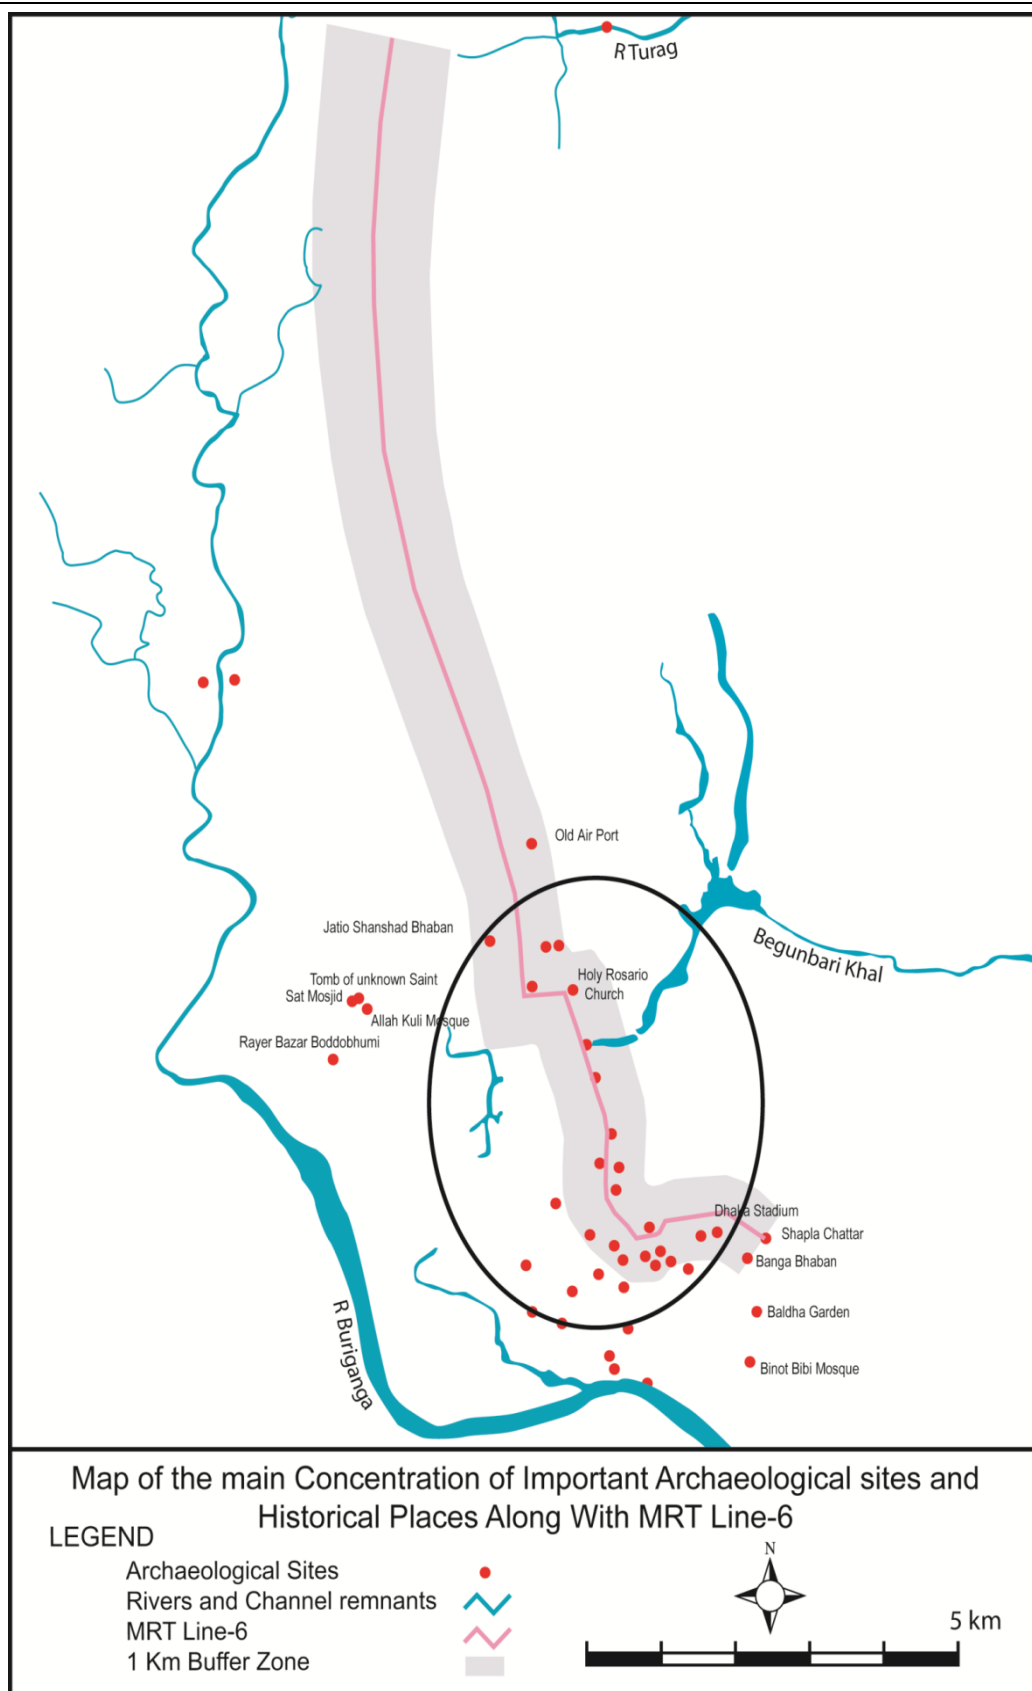 R Turag
Old Air Port
Jatio Shanshad Bhaban
Begunbari Khal
Holy Rosario
Church
Tomb of unknown Saint
Sat Mosjid
Allah Kuli Mosque
Rayer Bazar Boddobhumi
Dhaka Stadium
Shapla Chattar
Banga Bhaban
Baldha Garden
R Buriganga
Binot Bibi Mosque
Map of the main Concentration of Important Archaeological sites and
Historical Places Along With MRT Line-6
LEGEND
Archaeological Sites
Rivers and Channel remnants
MRT Line-6
1 Km Buffer Zone
N
5 km